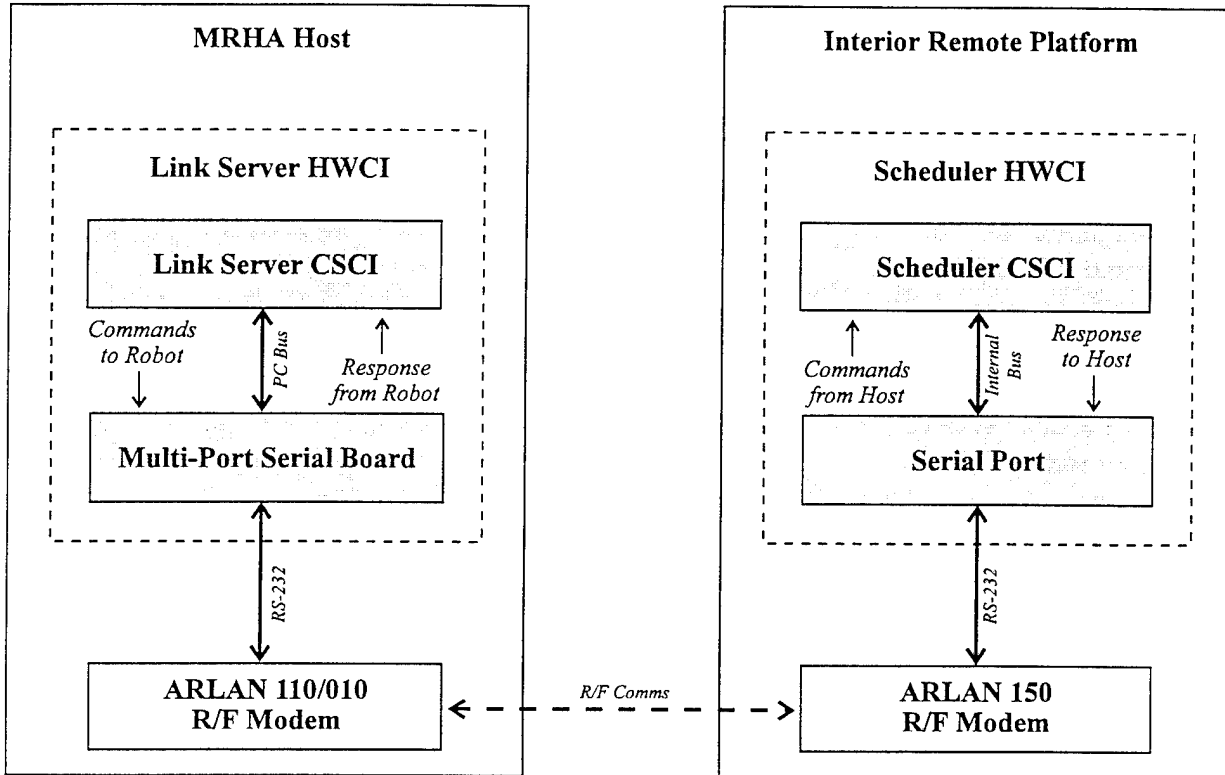 MRHA Host
Link Server HWCI
Link Server CSCI
Commands
to Robot
PC Bus
Response
from Robot
Multi-Port Serial Board
RS-232
ARLAN 110/010
R/F Modem
R/F Comms
Interior Remote Platform
Scheduler HWCI
Scheduler CSCI
Commands
from Host
Internal
Bus
Response
to Host
Serial Port
RS-232
ARLAN 150
R/F Modem